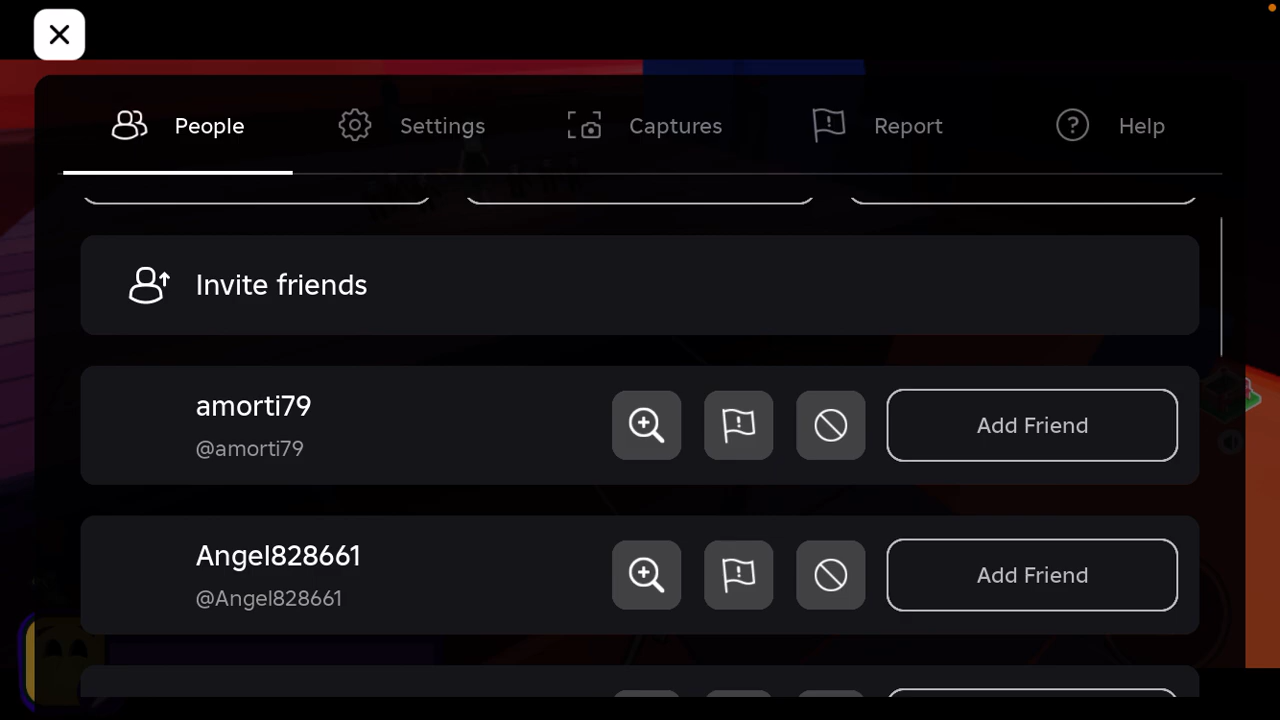 People
Settings
Captures
Report
Help
Invite friends
amorti79
@amorti79
Add Friend
Angel828661
@Angel828661
Add Friend